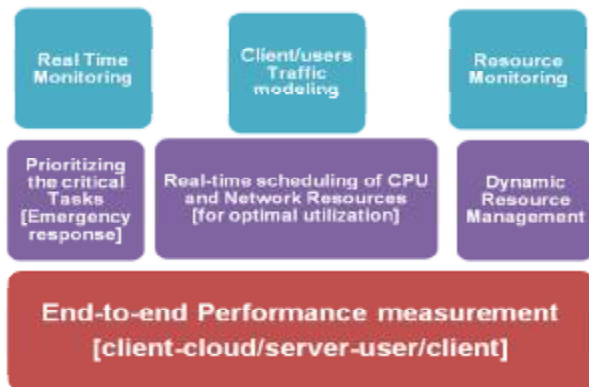 Real Time
Monitoring
Client/users
Traffic
modeling
Resource
Monitoring
Prioritizing
the critical
Tasks
[Emergency
response]
Real-time scheduling of CPU
and Network Resources
[for optimal utilization]
Dynamic
Resource
Management
End-to-end Performance measurement
[client-cloud/server-user/client]